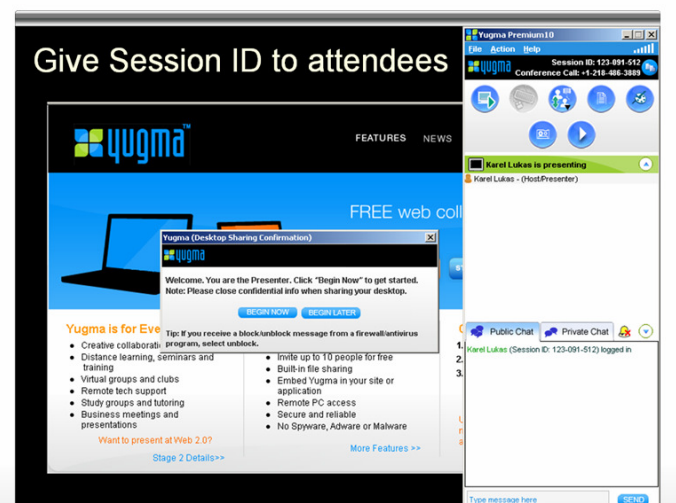 Give Session ID to attendees
yugma™
FEATURES NEWS
FREE web coll
Yugma (Desktop Sharing Confirmation)
yugma
Welcome. You are the Presenter. Click "Begin Now" to get started.
Note: Please close confidential info when sharing your desktop.
BEGIN NOW BEGIN LATER
Tip: If you receive a block/unblock message from a firewall/antivirus
program, select unblock.
Yugma is for Eve
• Creative collaboratio
• Distance learning, seminars and
training
• Virtual groups and clubs
• Remote tech support
• Study groups and tutoring
• Business meetings and
presentations
Want to present at Web 2.0?
Stage 2 Details>>
• Invite up to 10 people for free
• Built-in file sharing
• Embed Yugma in your site or
application
• Remote PC access
• Secure and reliable
• No Spyware, Adware or Malware
More Features >>
1.
2.
3.
Yugma Premium10
File Action Help
yugma
Session ID: 123-091-512
Conference Call: +1-218-486-3889
Karel Lukas is presenting
Karel Lukas - (Host/Presenter)
Public Chat Private Chat
Karel Lukas (Session ID: 123-091-512) logged in
Type message here SEND